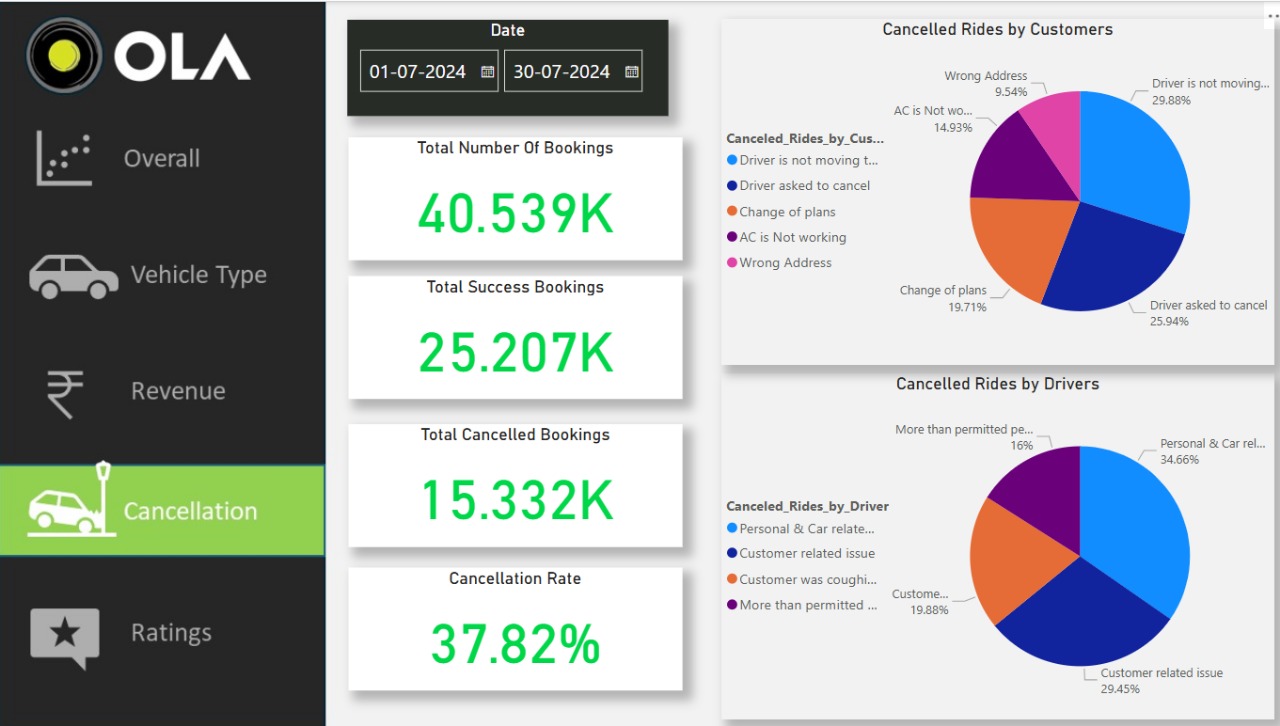 OLA
Overall
Vehicle Type
Revenue
Cancellation
Ratings
Date
01-07-2024
30-07-2024
Total Number Of Bookings
40.539K
Total Success Bookings
25.207K
Total Cancelled Bookings
15.332K
Cancellation Rate
37.82%
Cancelled Rides by Customers
Canceled_Rides_by_Cus...
Driver is not moving t...
Driver asked to cancel
Change of plans
AC is Not working
Wrong Address
Wrong Address
9.54%
AC is Not wo...
14.93%
Change of plans
19.71%
Driver is not moving...
29.88%
Driver asked to cancel
25.94%
Cancelled Rides by Drivers
Canceled_Rides_by_Driver
Personal & Car relate...
Customer related issue
Customer was coughi...
More than permitted ...
More than permitted pe...
16%
Custome...
19.88%
Personal & Car rel...
34.66%
Customer related issue
29.45%